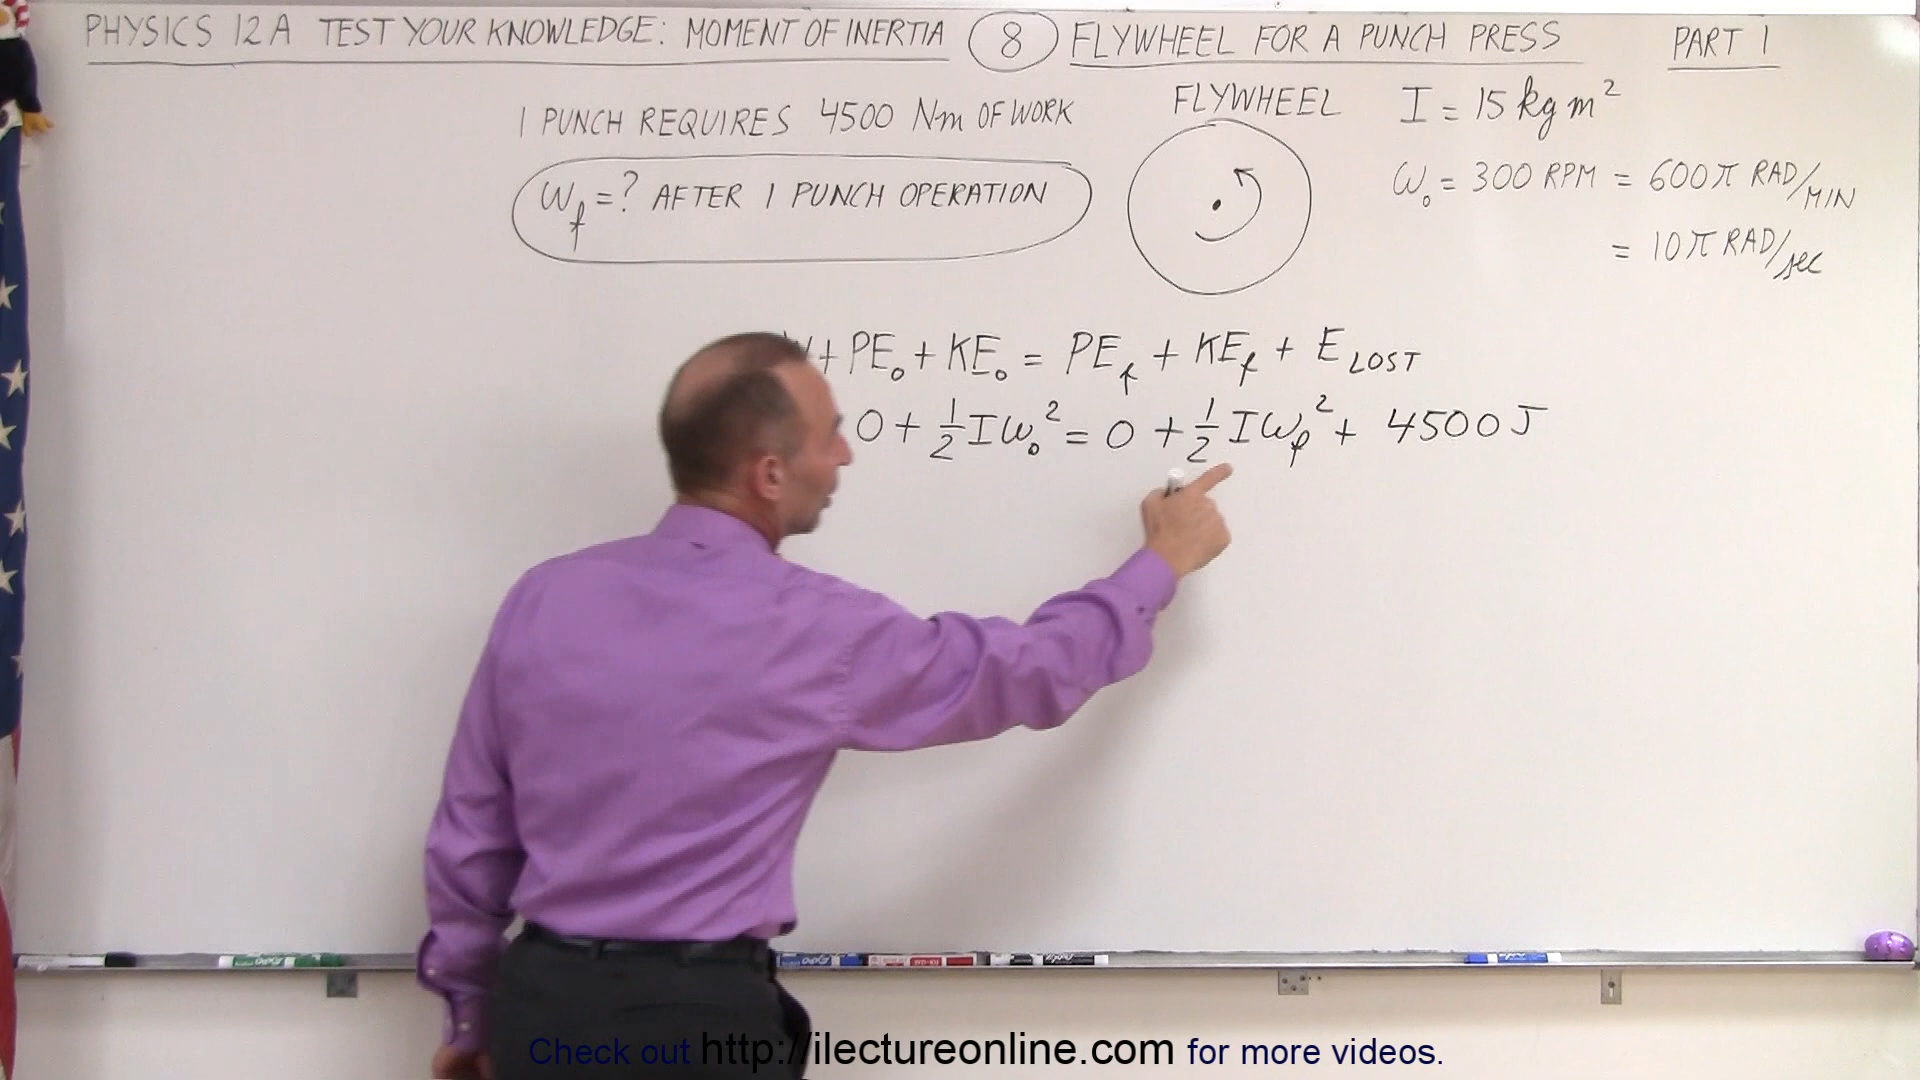 PHYSICS 12A TEST YOUR KNOWLEDGE: MOMENT OF INERTIA 8 FLYWHEEL FOR A PUNCH PRESS PART 1
1 PUNCH REQUIRES 4500 Nm OF WORK
ω_f = ? AFTER 1 PUNCH OPERATION
FLYWHEEL
I = 15 kg m²
ω₀ = 300 RPM = 600π RAD/MIN
= 10π RAD/sec
+ PE₀ + KE₀ = PE_f + KE_f + E LOST
0 + ½Iω₀² = 0 + ½Iω_f² + 4500 J
Check out http://ilectureonline.com for more videos.